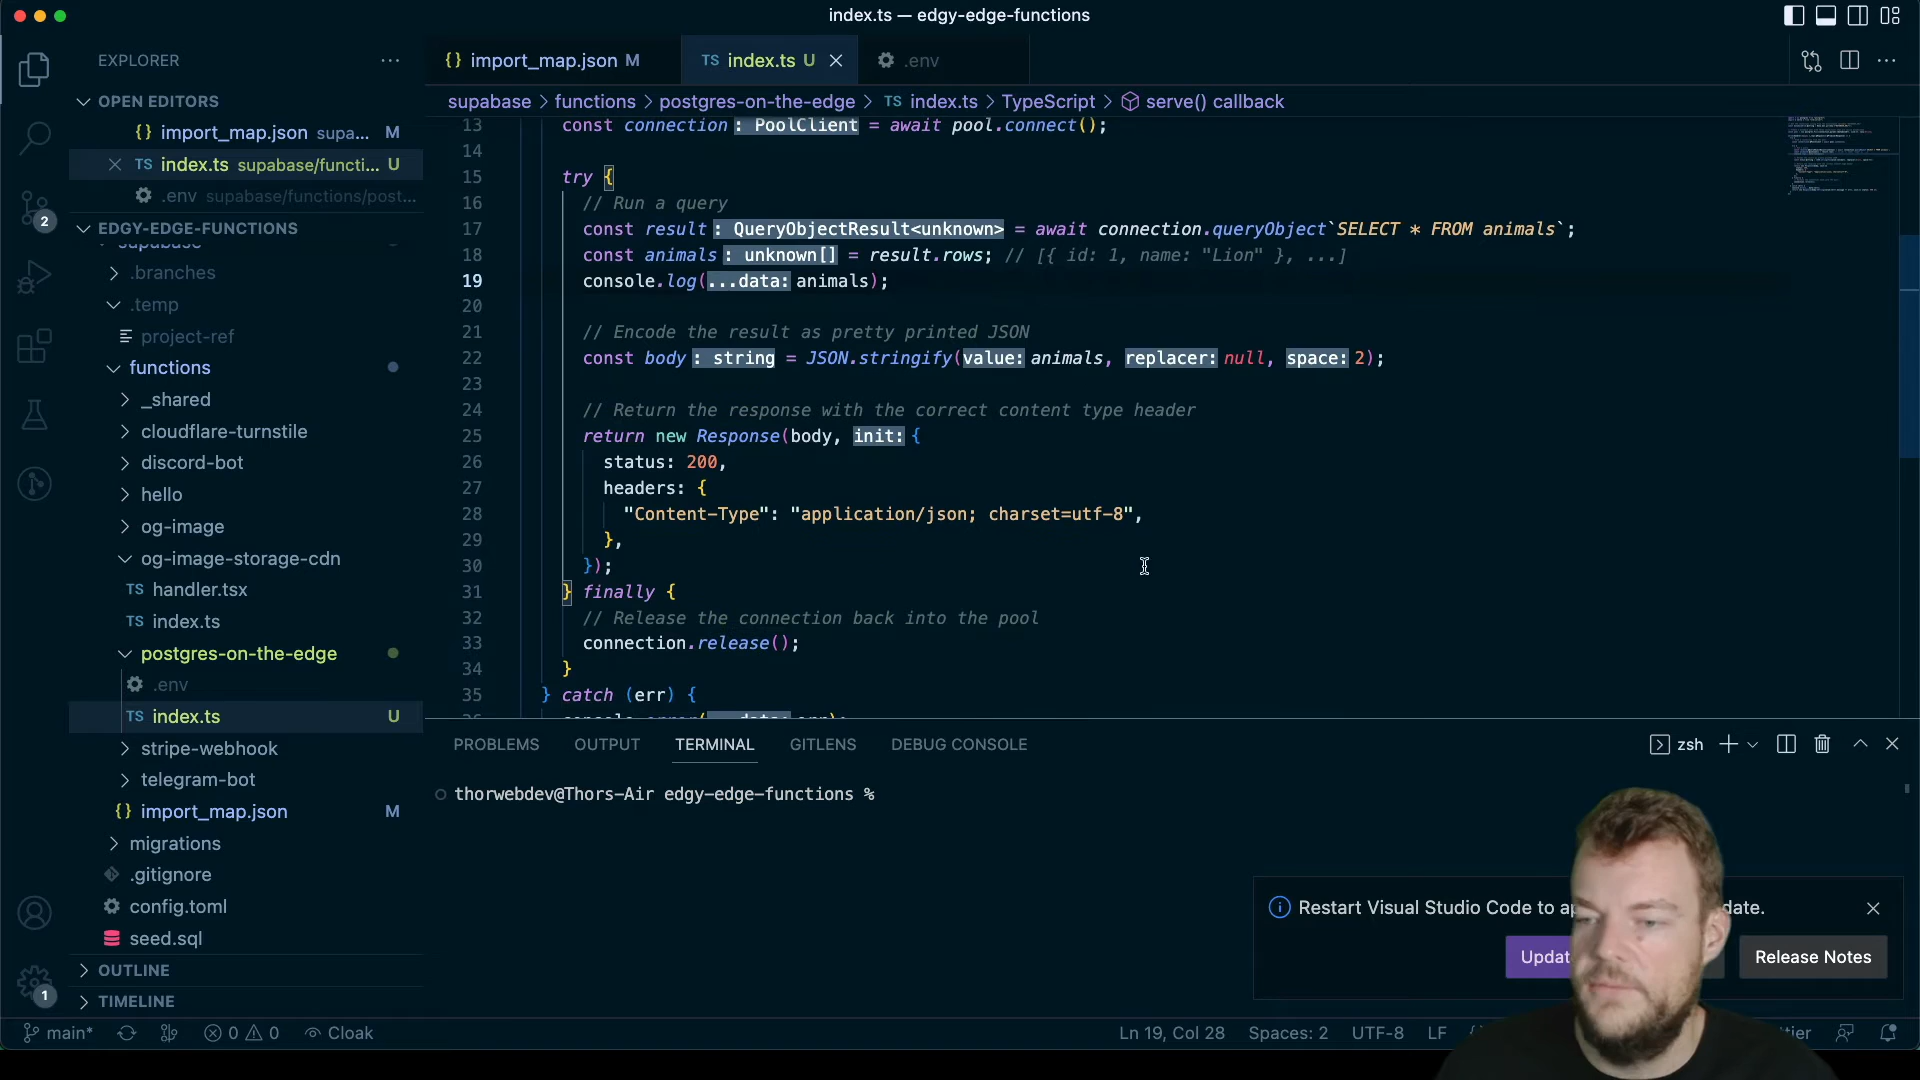 index.ts — edgy-edge-functions
EXPLORER
OPEN EDITORS
{} import_map.json supa... M
TS index.ts supabase/functi... U
.env supabase/functions/post...
EDGY-EDGE-FUNCTIONS
supabase
.branches
.temp
project-ref
functions
_shared
cloudflare-turnstile
discord-bot
hello
og-image
og-image-storage-cdn
TS handler.tsx
TS index.ts
postgres-on-the-edge
.env
TS index.ts U
stripe-webhook
telegram-bot
{} import_map.json M
migrations
.gitignore
config.toml
seed.sql
OUTLINE
TIMELINE
2
1
{} import_map.json M
TS index.ts U
.env
supabase > functions > postgres-on-the-edge > TS index.ts > TypeScript > serve() callback
13 const connection: PoolClient = await pool.connect();
14
15 try {
16 // Run a query
17 const result: QueryObjectResult<unknown> = await connection.queryObject`SELECT * FROM animals`;
18 const animals: unknown[] = result.rows; // [{ id: 1, name: "Lion" }, ...]
19 console.log(...data: animals);
20
21 // Encode the result as pretty printed JSON
22 const body: string = JSON.stringify(value: animals, replacer: null, space: 2);
23
24 // Return the response with the correct content type header
25 return new Response(body, init: {
26 status: 200,
27 headers: {
28 "Content-Type": "application/json; charset=utf-8",
29 },
30 });
31 } finally {
32 // Release the connection back into the pool
33 connection.release();
34 }
35 } catch (err) {
PROBLEMS OUTPUT TERMINAL GITLENS DEBUG CONSOLE
zsh
thorwebdev@Thors-Air edgy-edge-functions %
Restart Visual Studio Code to
Release Notes
main* 0 0 Cloak
Ln 19, Col 28 Spaces: 2 UTF-8 LF